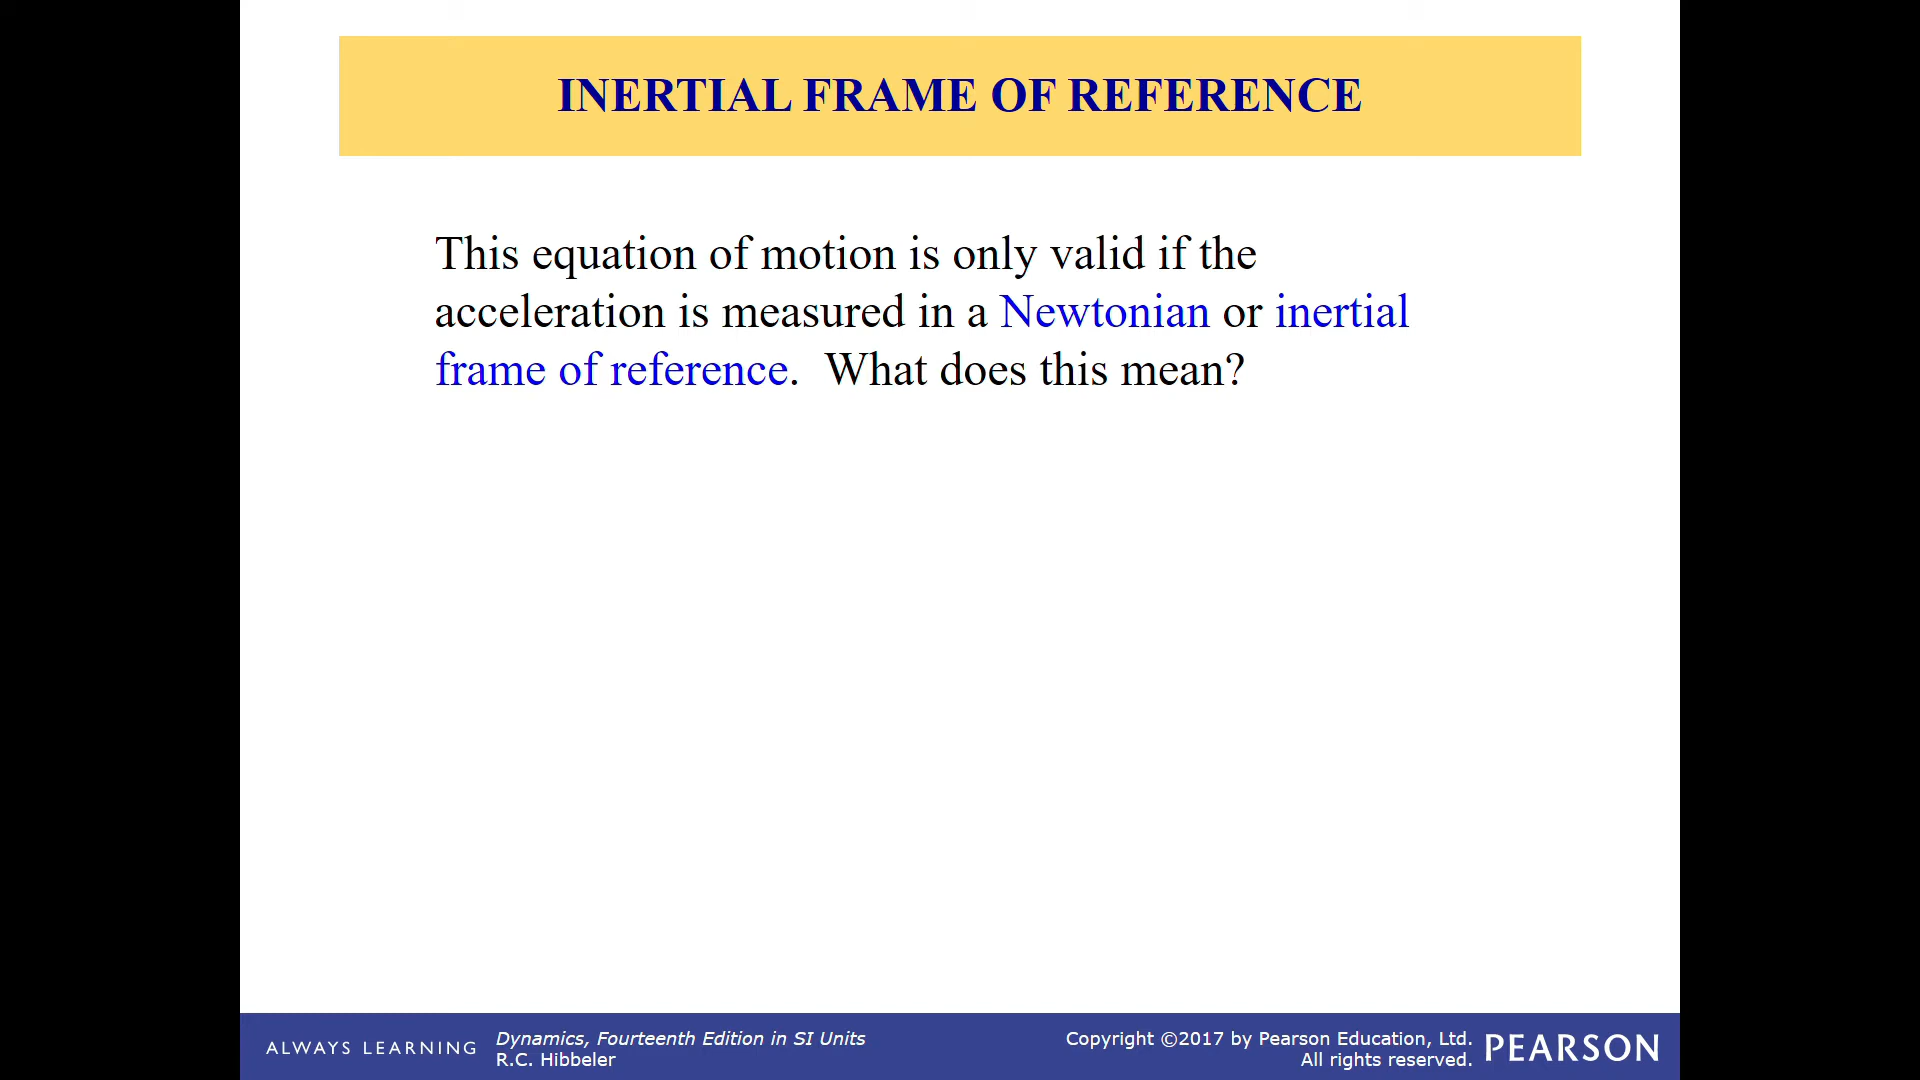 INERTIAL FRAME OF REFERENCE
This equation of motion is only valid if the
acceleration is measured in a Newtonian or inertial
frame of reference.  What does this mean?
ALWAYS LEARNING
Dynamics, Fourteenth Edition in SI Units
R.C. Hibbeler
Copyright ©2017 by Pearson Education, Ltd.
All rights reserved.
PEARSON